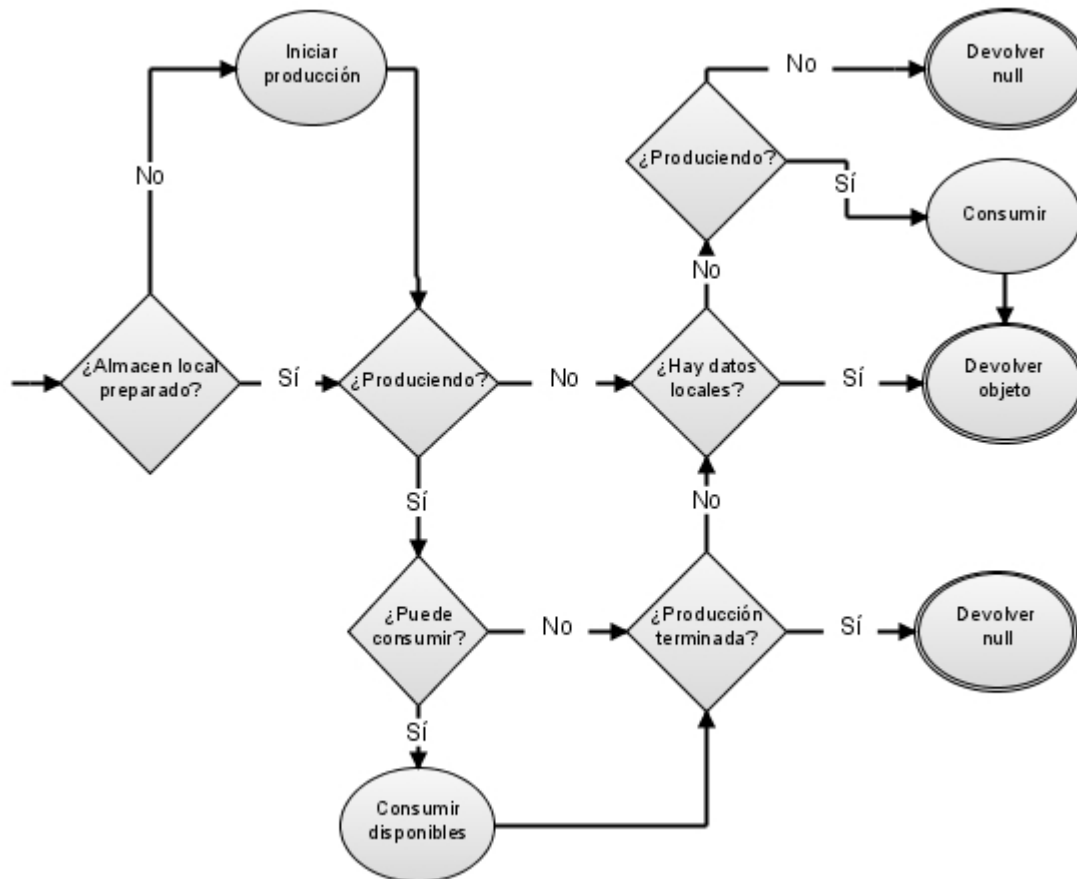 Iniciar
producción
No
Devolver
null
¿Produciendo?
No
Sí
Consumir
No
¿Almacen local
preparado?
Sí
¿Produciendo?
No
¿Hay datos
locales?
Sí
Devolver
objeto
Sí
No
¿Puede
consumir?
No
¿Producción
terminada?
Sí
Devolver
null
Sí
Consumir
disponibles